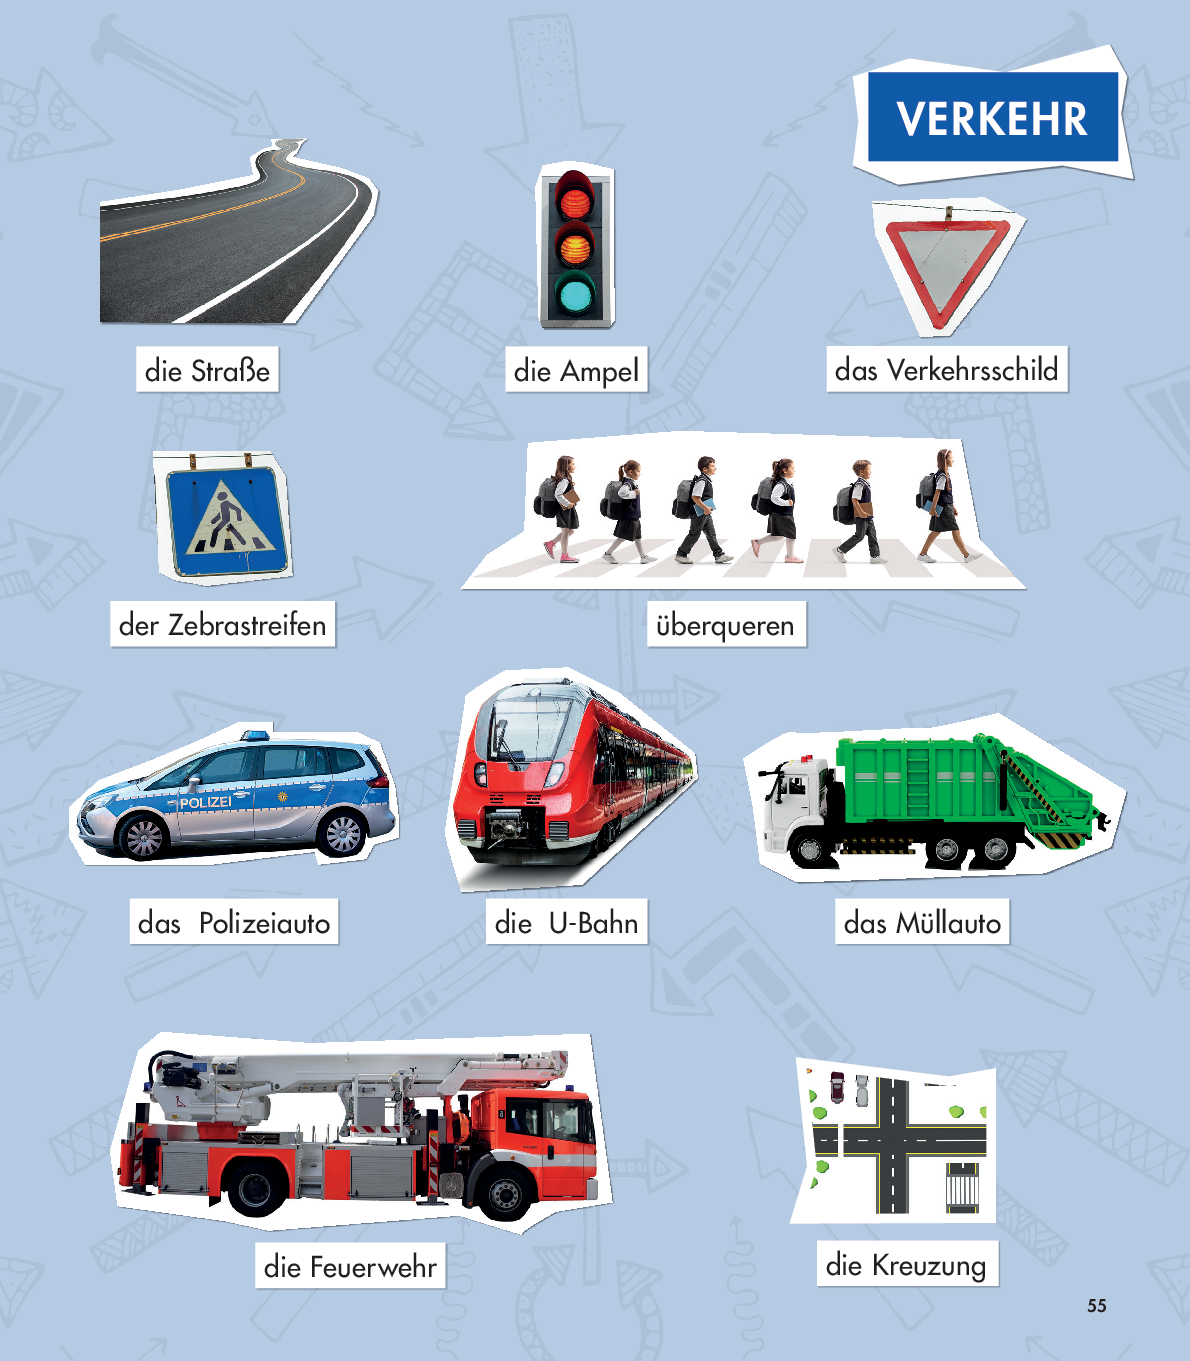 VERKEHR
die Straße
die Ampel
das Verkehrsschild
der Zebrastreifen
überqueren
POLIZEI
das Polizeiauto
die U-Bahn
das Müllauto
die Feuerwehr
die Kreuzung
55